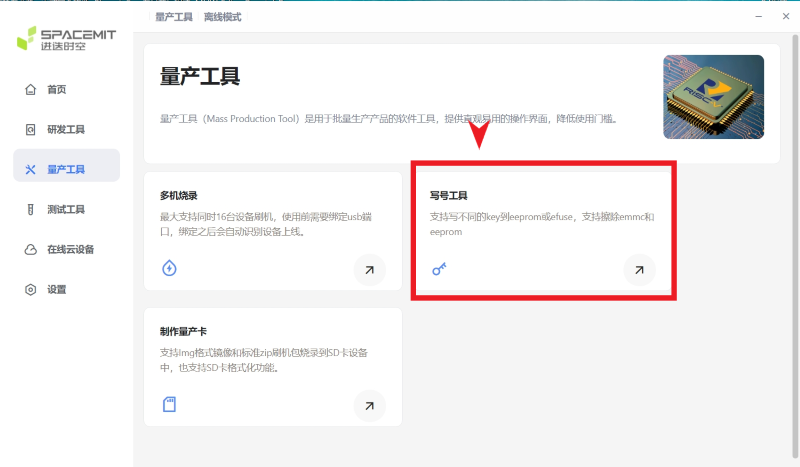 量产工具 离线模式
SPACEMIT
进迭时空
首页
研发工具
量产工具
测试工具
在线云设备
设置
量产工具
量产工具（Mass Production Tool）是用于批量生产产品的软件工具，提供直观易用的操作界面，降低使用门槛。
RISC
多机烧录
最大支持同时16台设备刷机，使用前需要绑定usb端
口，绑定之后会自动识别设备上线。
写号工具
支持写不同的key到eeprom或efuse，支持擦除emmc和
eeprom
制作量产卡
支持Img格式镜像和标准zip刷机包烧录到SD卡设备
中，也支持SD卡格式化功能。